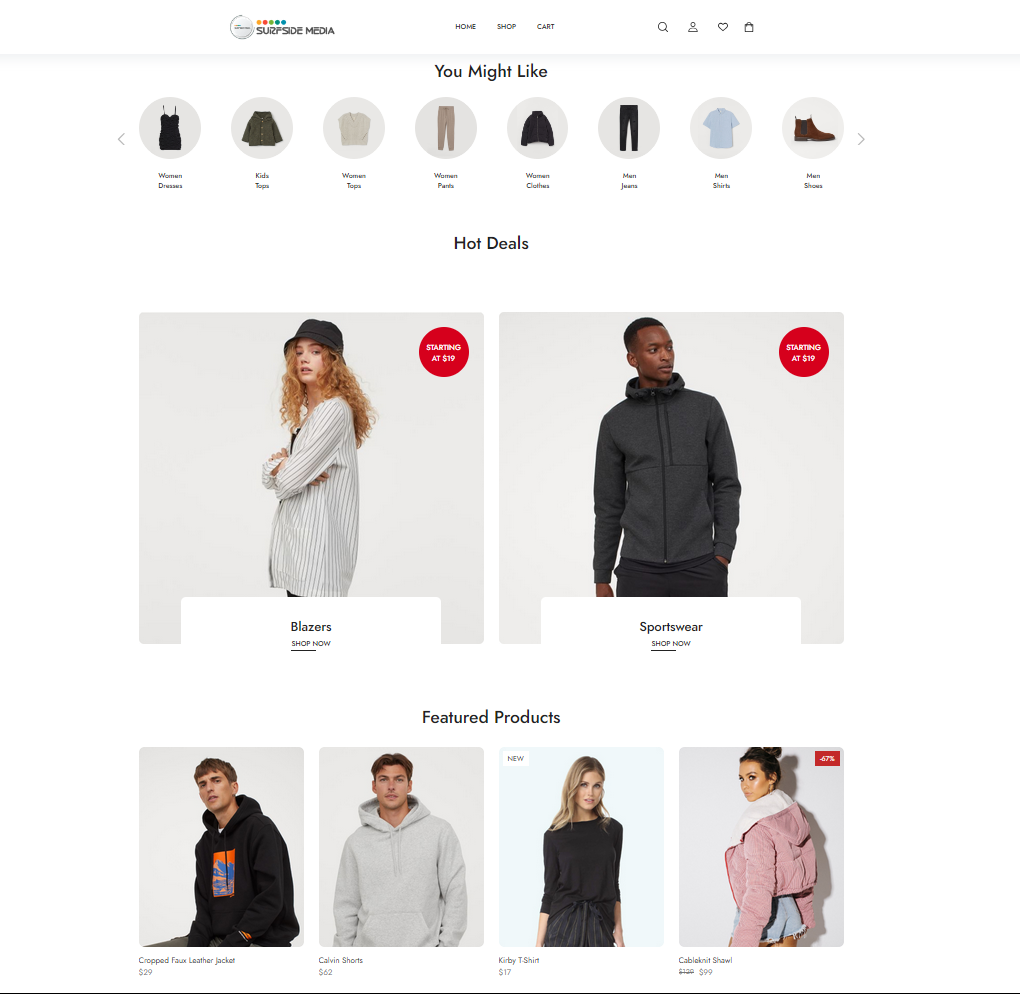 SURFSIDE MEDIA
HOME SHOP CART
You Might Like
Women
Dresses
Kids
Tops
Women
Tops
Women
Pants
Women
Clothes
Men
Jeans
Men
Shirts
Men
Shoes
Hot Deals
STARTING
AT $19
STARTING
AT $19
Blazers
SHOP NOW
Sportswear
SHOP NOW
Featured Products
NEW
-67%
Cropped Faux Leather Jacket
$29
Calvin Shorts
$62
Kirby T-Shirt
$17
Cableknit Shawl
$129 $99